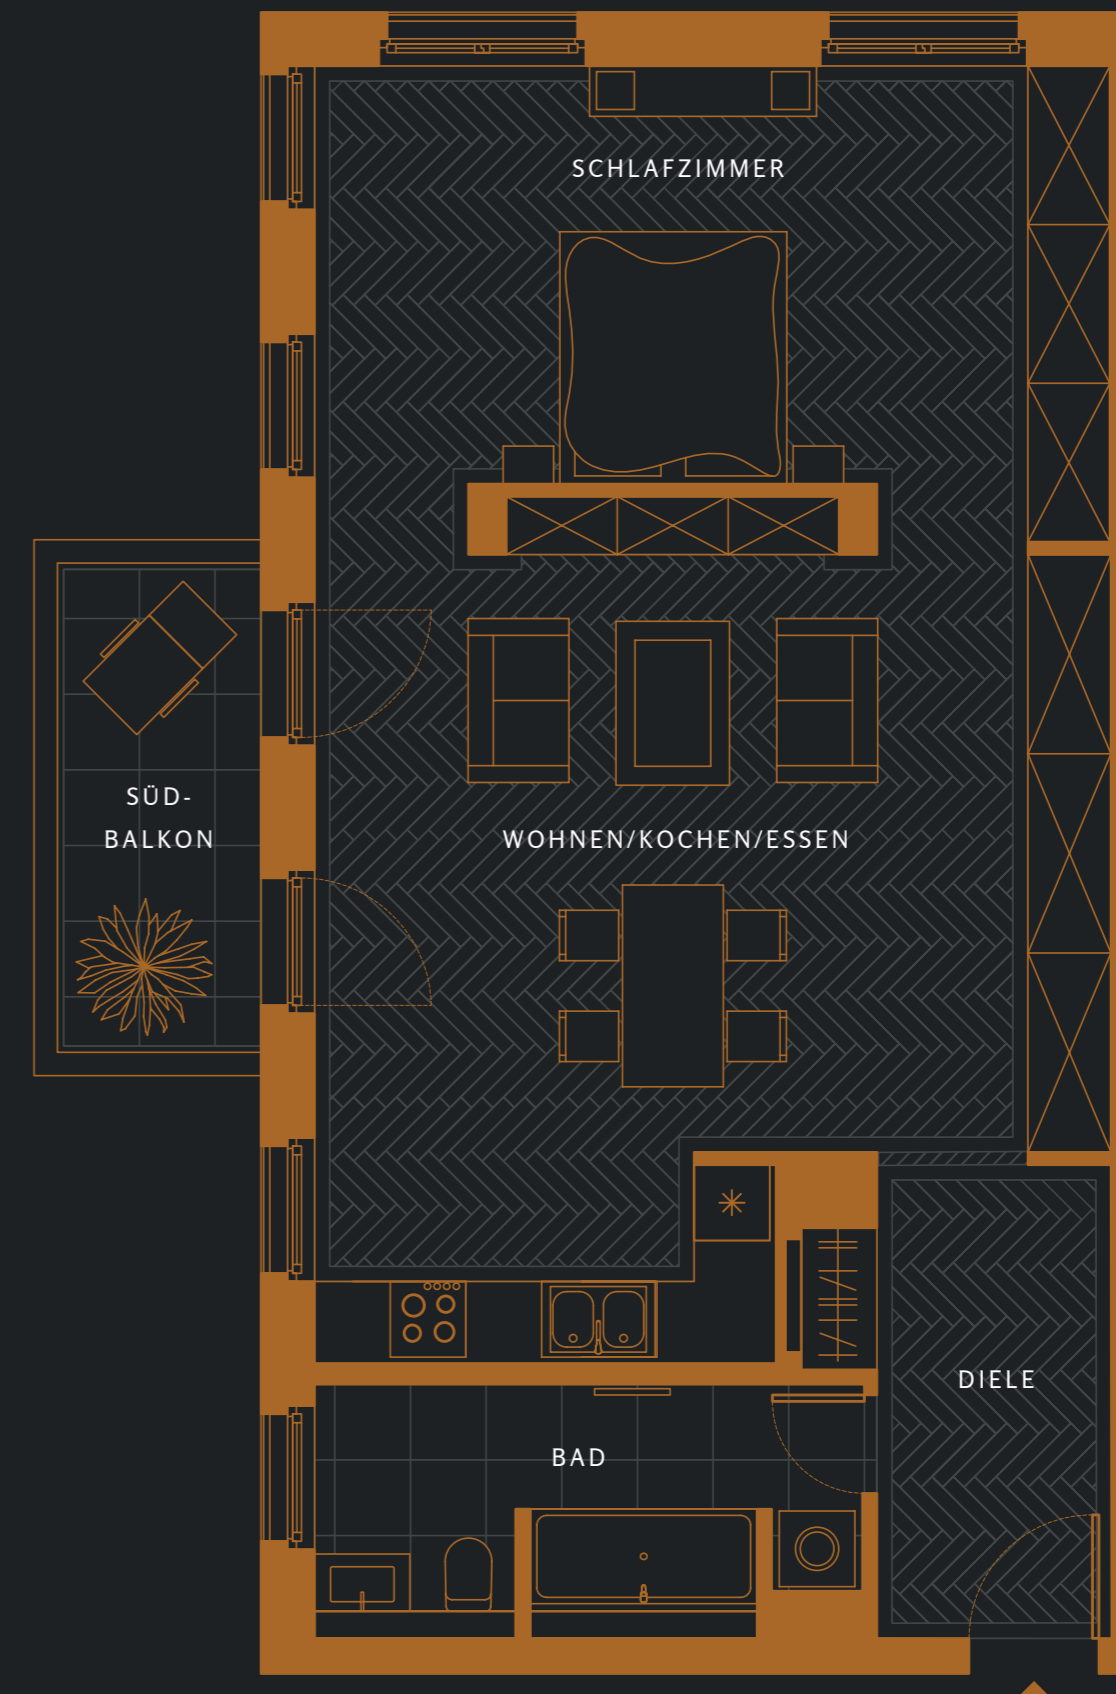 SCHLAFZIMMER
SÜD-
BALKON
WOHNEN/KOCHEN/ESSEN
DIELE
BAD